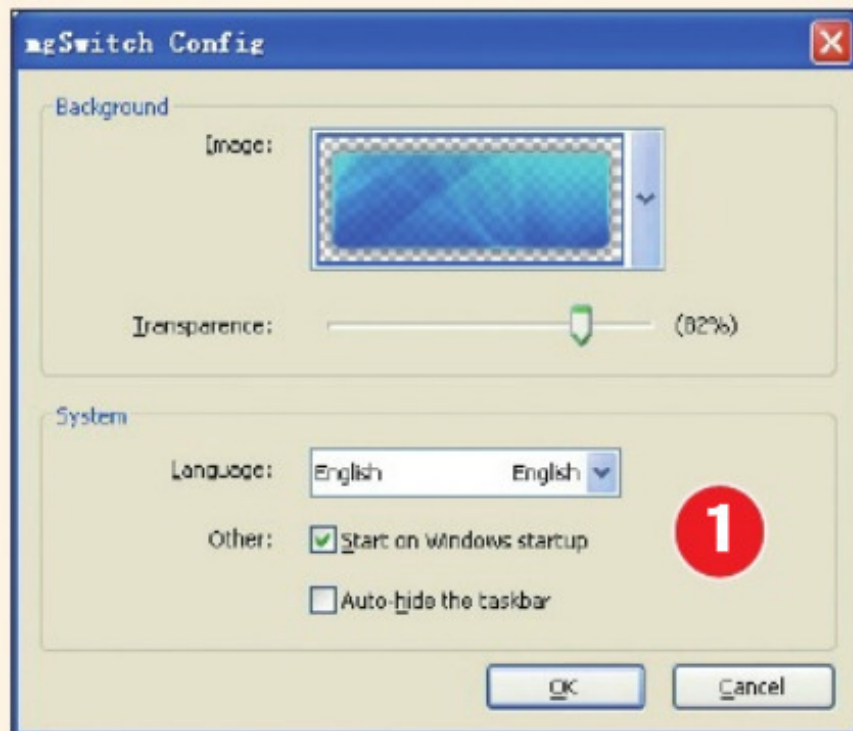 mgSwitch Config
Background
Image:
Transparence: (82%)
System
Language: English English
Other: Start on Windows startup
1
Auto-hide the taskbar
OK Cancel